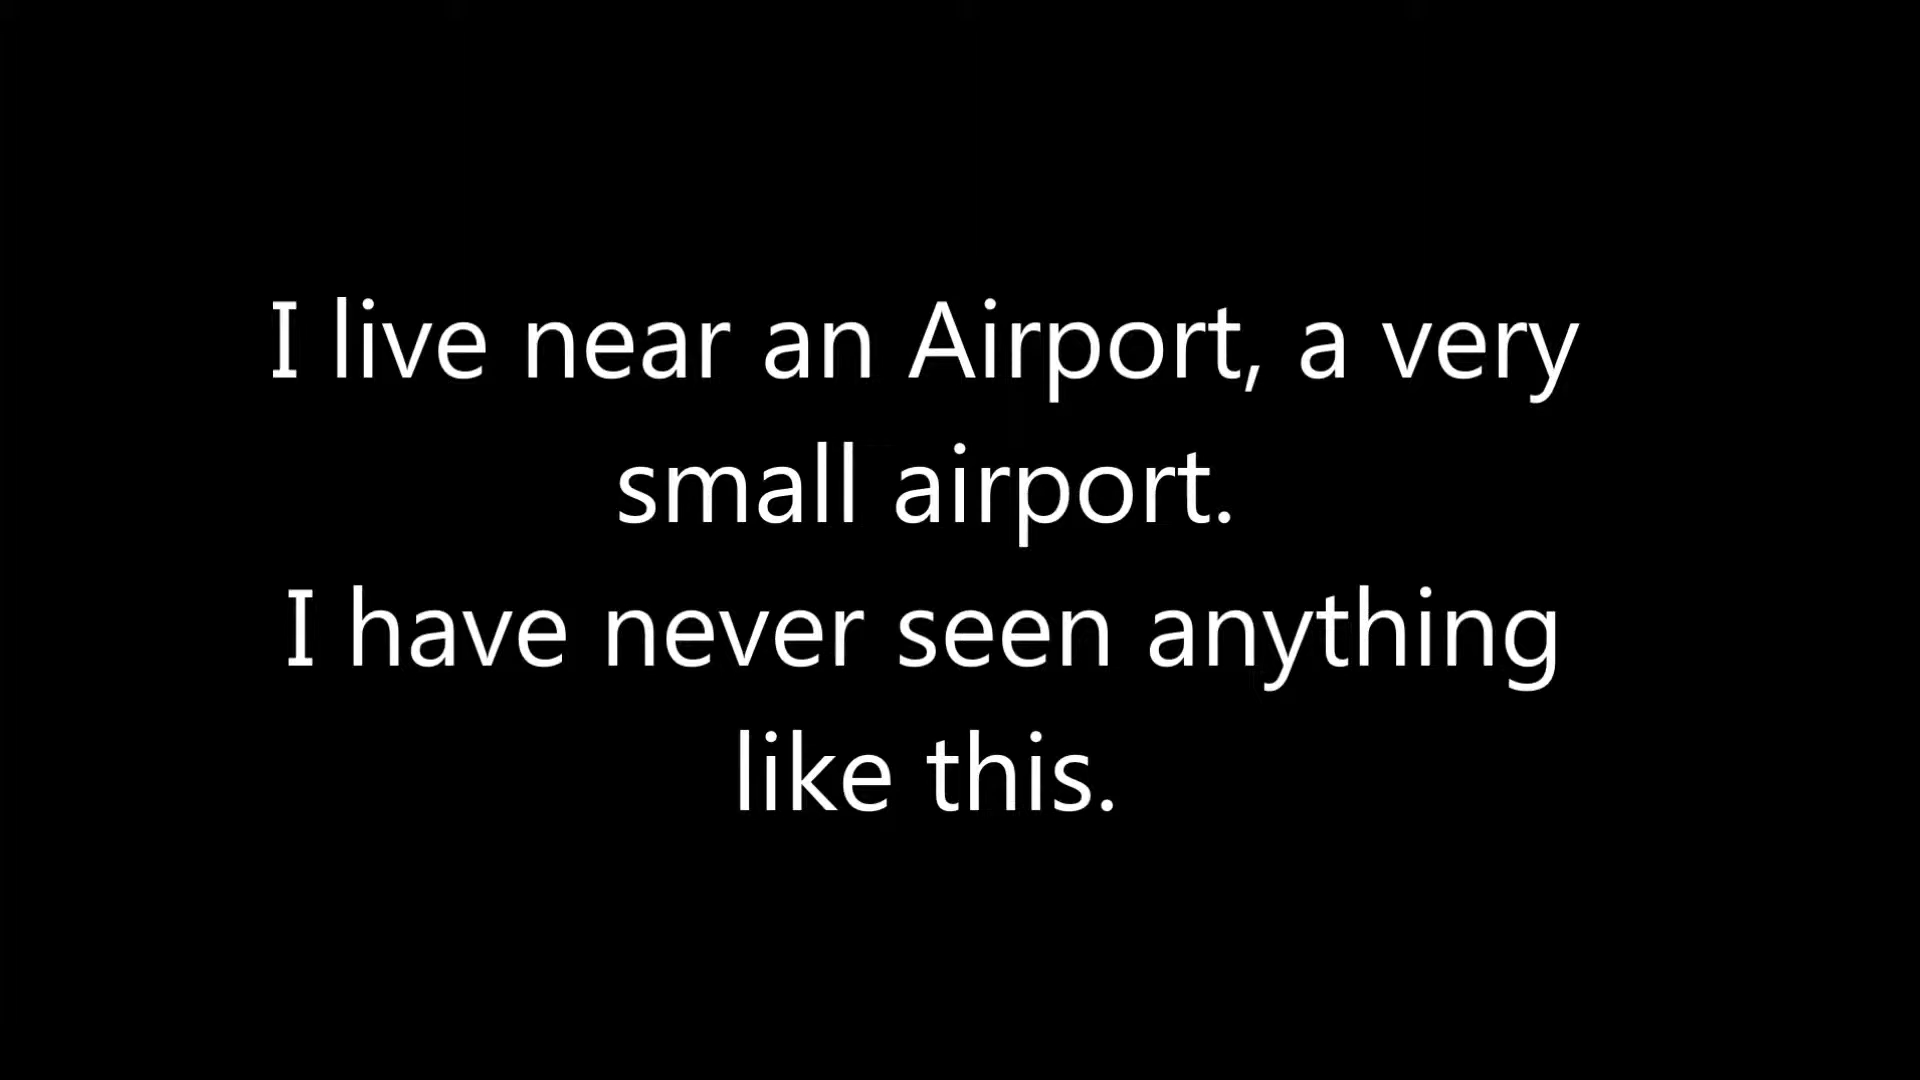 I live near an Airport, a very
small airport.
I have never seen anything
like this.